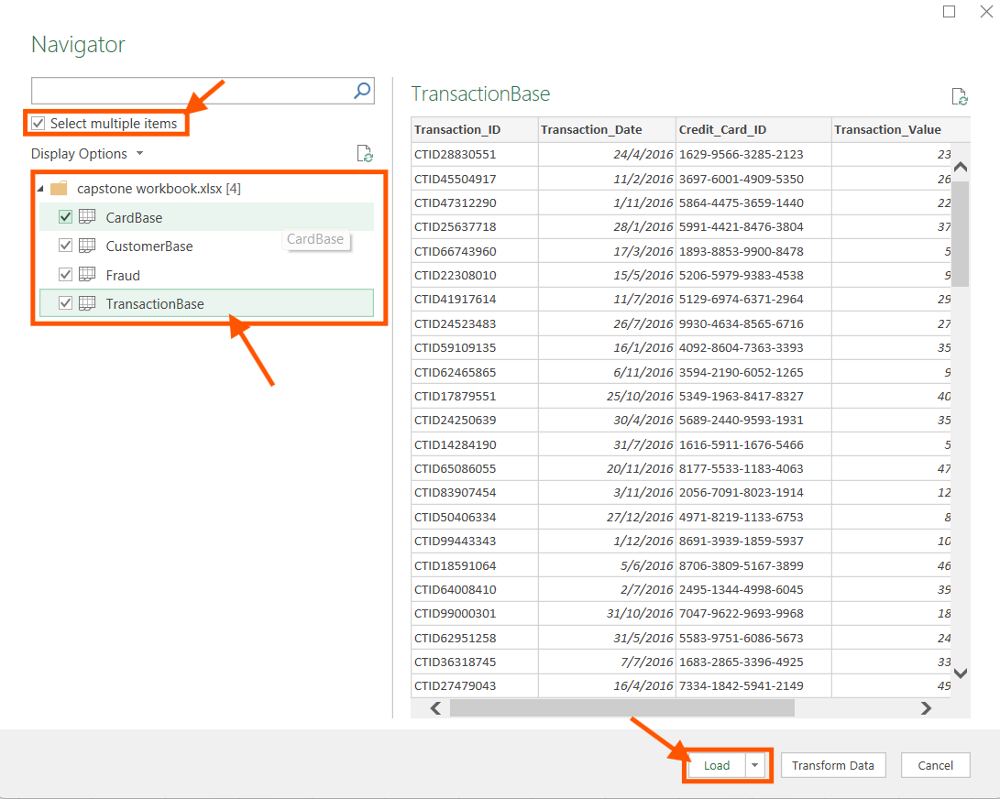 Navigator
Select multiple items
Display Options
capstone workbook.xlsx [4]
CardBase
CustomerBase
CardBase
Fraud
TransactionBase
TransactionBase
Transaction_ID Transaction_Date Credit_Card_ID Transaction_Value
CTID28830551 24/4/2016 1629-9566-3285-2123 23
CTID45504917 11/2/2016 3697-6001-4909-5350 26
CTID47312290 1/11/2016 5864-4475-3659-1440 22
CTID25637718 28/1/2016 5991-4421-8476-3804 37
CTID66743960 17/3/2016 1893-8853-9900-8478 5
CTID22308010 15/5/2016 5206-5979-9383-4538 9
CTID41917614 11/7/2016 5129-6974-6371-2964 29
CTID24523483 26/7/2016 9930-4634-8565-6716 27
CTID59109135 16/1/2016 4092-8604-7363-3393 35
CTID62465865 6/11/2016 3594-2190-6052-1265 9
CTID17879551 25/10/2016 5349-1963-8417-8327 40
CTID24250639 30/4/2016 5689-2440-9593-1931 35
CTID14284190 31/7/2016 1616-5911-1676-5466 5
CTID65086055 20/11/2016 8177-5533-1183-4063 47
CTID83907454 3/11/2016 2056-7091-8023-1914 12
CTID50406334 27/12/2016 4971-8219-1133-6753 8
CTID99443343 1/12/2016 8691-3939-1859-5937 10
CTID18591064 5/6/2016 8706-3809-5167-3899 46
CTID64008410 2/7/2016 2495-1344-4998-6045 39
CTID99000301 31/10/2016 7047-9622-9693-9968 18
CTID62951258 31/5/2016 5583-9751-6086-5673 24
CTID36318745 7/7/2016 1683-2865-3396-4925 33
CTID27479043 16/4/2016 7334-1842-5941-2149 49
Load Transform Data Cancel